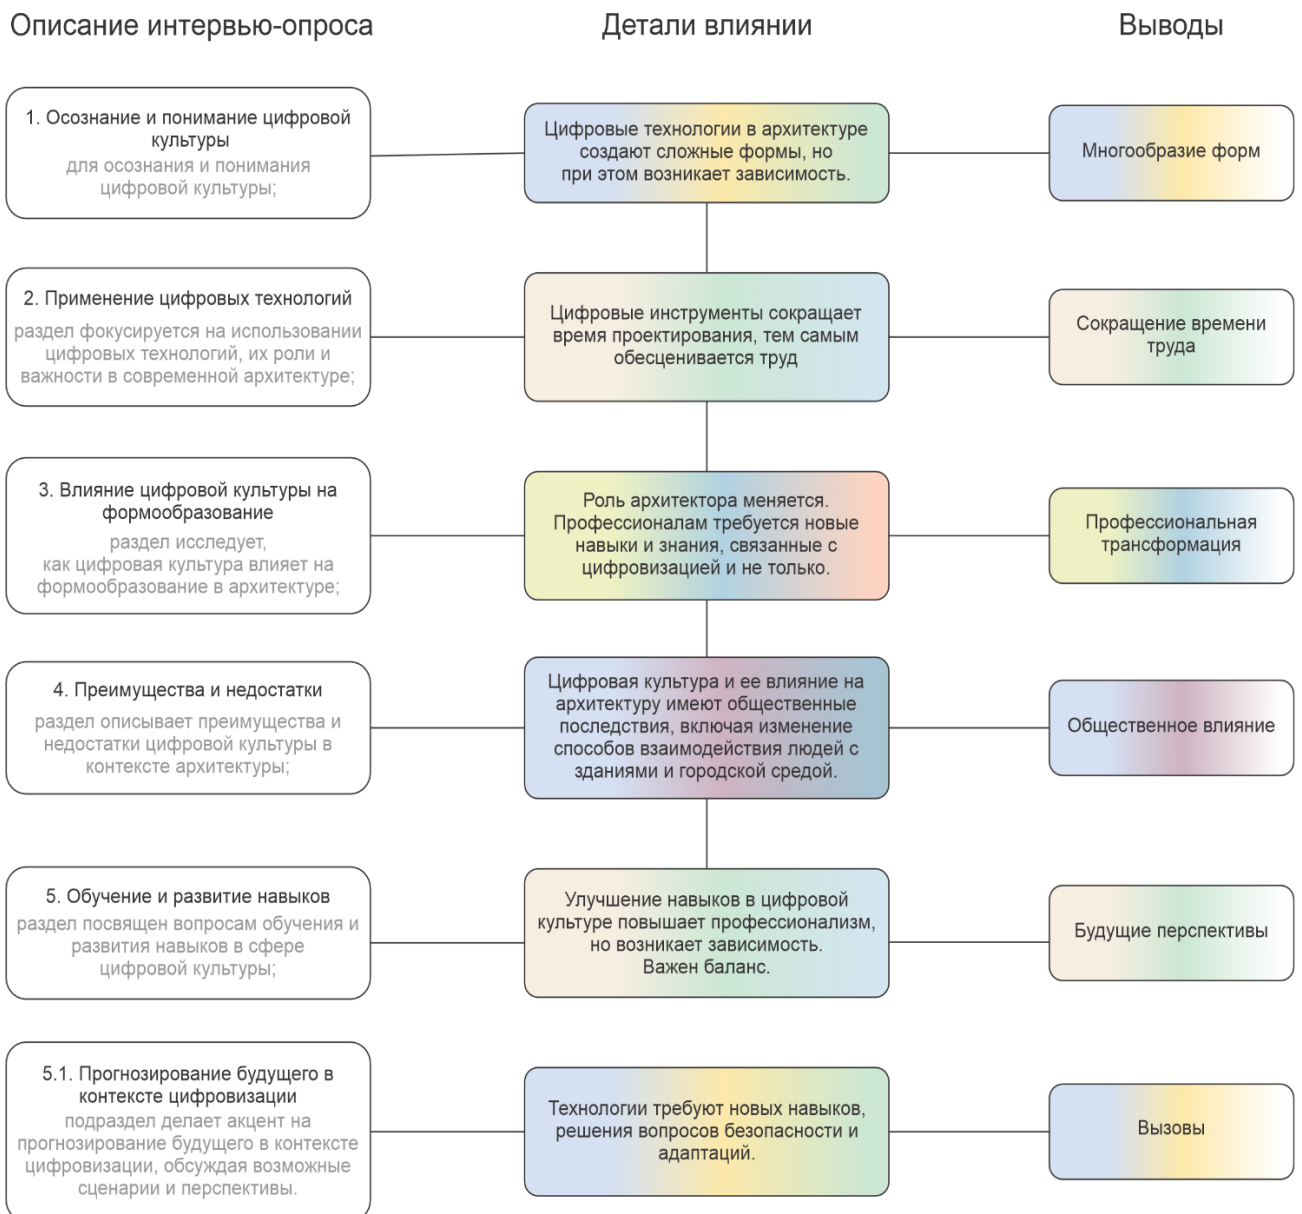 Описание интервью-опроса
Детали влиянии
Выводы
1. Осознание и понимание цифровой
культуры
для осознания и понимания
цифровой культуры;
Цифровые технологии в архитектуре
создают сложные формы, но
при этом возникает зависимость.
Многообразие форм
2. Применение цифровых технологий
раздел фокусируется на использовании
цифровых технологий, их роли и
важности в современной архитектуре;
Цифровые инструменты сокращает
время проектирования, тем самым
обесценивается труд
Сокращение времени
труда
3. Влияние цифровой культуры на
формообразование
раздел исследует,
как цифровая культура влияет на
формообразование в архитектуре;
Роль архитектора меняется.
Профессионалам требуется новые
навыки и знания, связанные с
цифровизацией и не только.
Профессиональная
трансформация
4. Преимущества и недостатки
раздел описывает преимущества и
недостатки цифровой культуры в
контексте архитектуры;
Цифровая культура и ее влияние на
архитектуру имеют общественные
последствия, включая изменение
способов взаимодействия людей с
зданиями и городской средой.
Общественное влияние
5. Обучение и развитие навыков
раздел посвящен вопросам обучения и
развития навыков в сфере
цифровой культуры;
Улучшение навыков в цифровой
культуре повышает профессионализм,
но возникает зависимость.
Важен баланс.
Будущие перспективы
5.1. Прогнозирование будущего в
контексте цифровизации
подраздел делает акцент на
прогнозирование будущего в контексте
цифровизации, обсуждая возможные
сценарии и перспективы.
Технологии требуют новых навыков,
решения вопросов безопасности и
адаптаций.
Вызовы